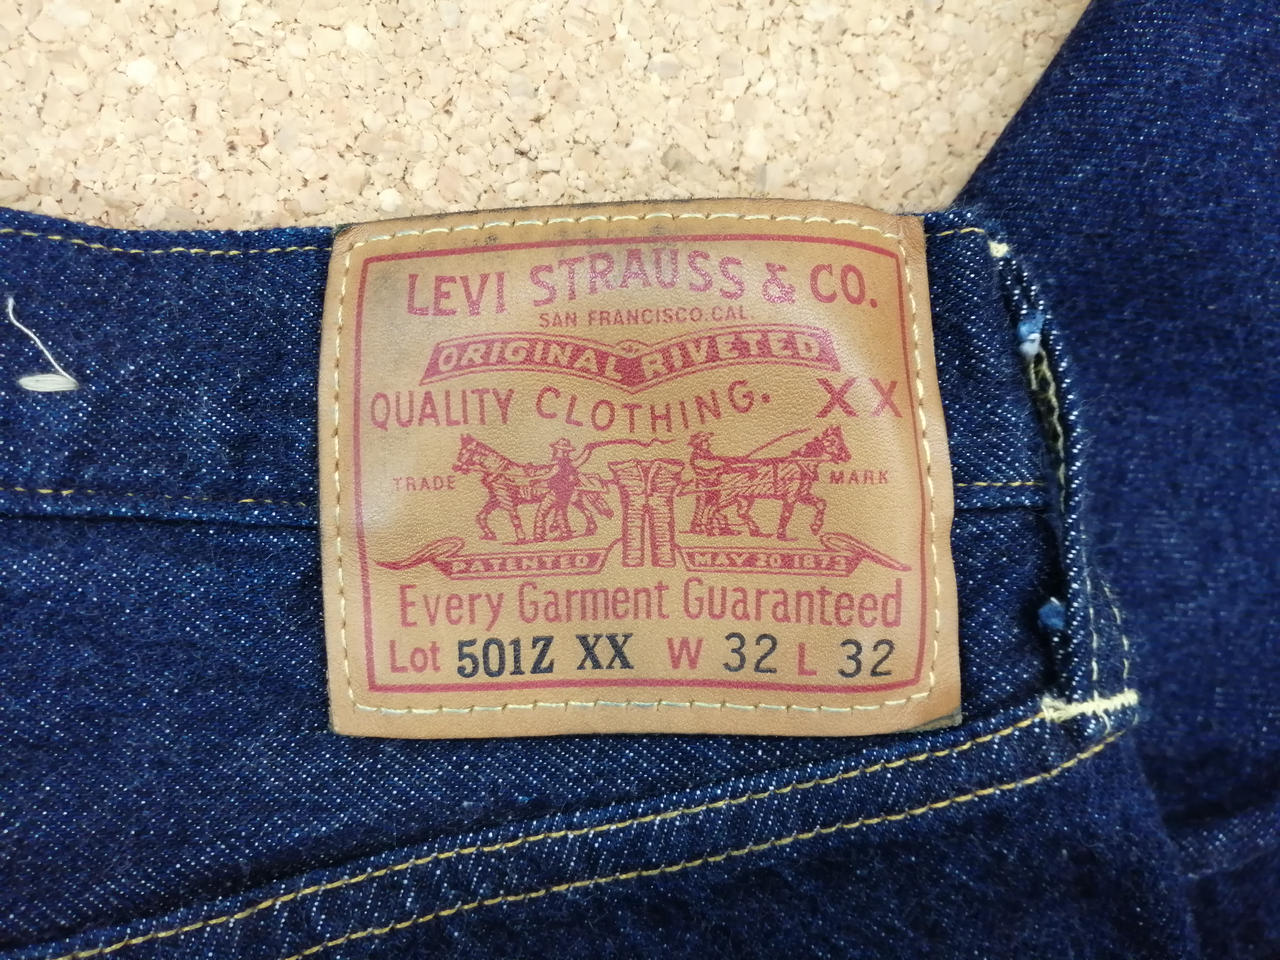 LEVI STRAUSS & CO.
SAN FRANCISCO.CAL.
ORIGINAL RIVETED
QUALITY CLOTHING. XX
TRADE MARK
PATENTED MAY 20 1873
Every Garment Guaranteed
Lot 501Z XX W 32 L 32